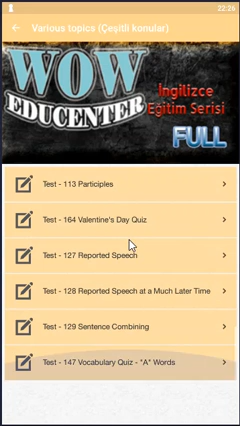 22:26
Various topics (Çeşitli konular)
WOW
EDUCENTER
İngilizce
Eğitim Serisi
FULL
Test - 113 Participles
Test - 164 Valentine's Day Quiz
Test - 127 Reported Speech
Test - 128 Reported Speech at a Much Later Time
Test - 129 Sentence Combining
Test - 147 Vocabulary Quiz - "A" Words